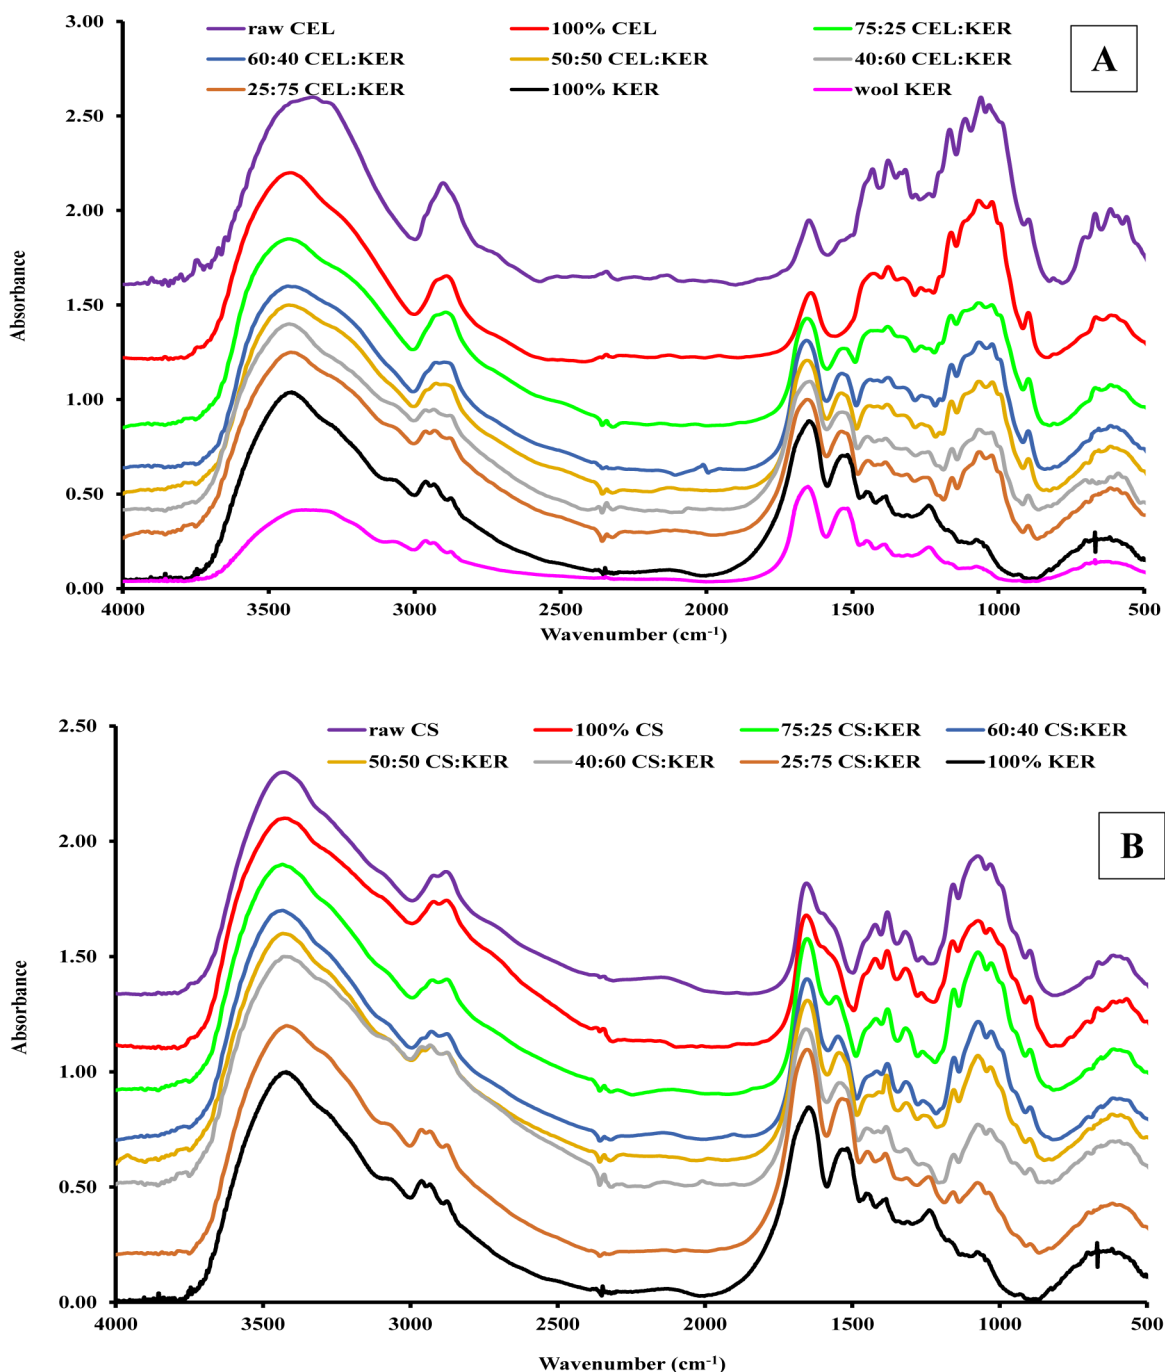 3.00
raw CEL 100% CEL 75:25 CEL:KER
60:40 CEL:KER 50:50 CEL:KER 40:60 CEL:KER
25:75 CEL:KER 100% KER wool KER
A
2.50
2.00
1.50
1.00
0.50
0.00
Absorbance
4000 3500 3000 2500 2000 1500 1000 500
Wavenumber (cm-1)
2.50
raw CS 100% CS 75:25 CS:KER 60:40 CS:KER
50:50 CS:KER 40:60 CS:KER 25:75 CS:KER 100% KER
B
2.00
1.50
1.00
0.50
0.00
Absorbance
4000 3500 3000 2500 2000 1500 1000 500
Wavenumber (cm-1)